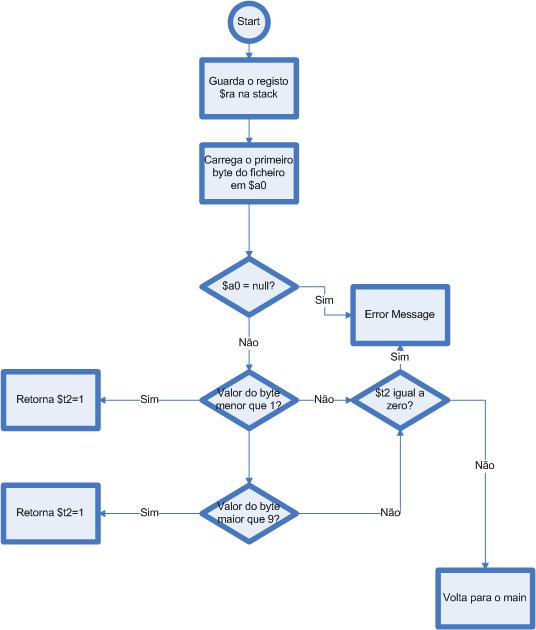 Start
Guarda o registo
$ra na stack
Carrega o primeiro
byte do ficheiro
em $a0
$a0 = null?
Sim
Error Message
Não
Sim
Retorna $t2=1
Sim
Valor do byte
menor que 1?
Não
$t2 igual a
zero?
Não
Retorna $t2=1
Sim
Valor do byte
maior que 9?
Não
Volta para o main